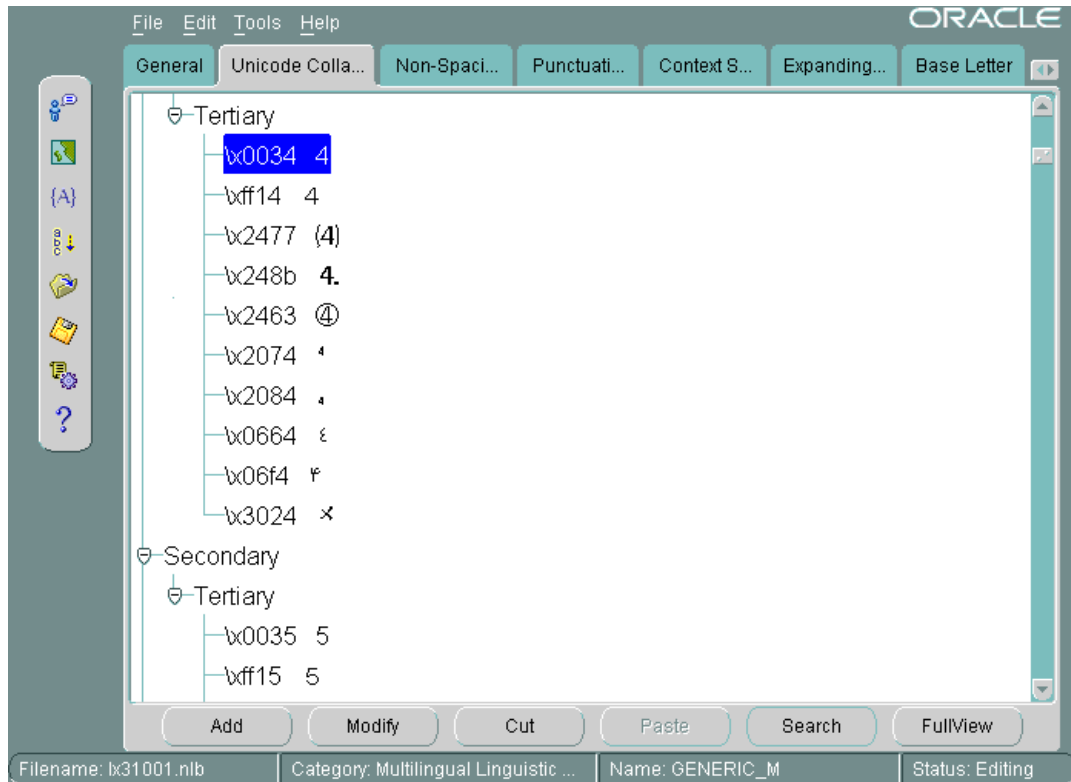 File Edit Tools Help ORACLE
General Unicode Colla... Non-Spaci... Punctuati... Context S... Expanding... Base Letter
{A}
a
b
c
?
Tertiary
\x0034 4
\xff14 4
\x2477 (4)
\x248b 4.
\x2463 ④
\x2074 ⁴
\x2084 ₄
\x0664 ٤
\x06f4 ۴
\x3024 〤
Secondary
Tertiary
\x0035 5
\xff15 5
Add Modify Cut Paste Search FullView
Filename: lx31001.nlb Category: Multilingual Linguistic ... Name: GENERIC_M Status: Editing